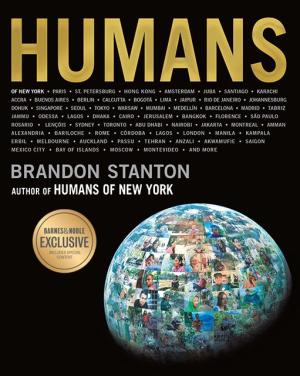 HUMANS
OF NEW YORK • PARIS • ST. PETERSBURG • HONG KONG • AMSTERDAM • JUBA • SANTIAGO • KARACHI
ACCRA • BUENOS AIRES • BERLIN • CALCUTTA • BOGOTÁ • LIMA • JAIPUR • RIO DE JANEIRO • JOHANNESBURG
DOHUK • SINGAPORE • SEOUL • TOKYO • WARSAW • MUMBAI • MEDELLÍN • BARCELONA • MADRID • TABRIZ
JAMMU • ODESSA • LAGOS • DHAKA • CAIRO • JERUSALEM • BANGKOK • FLORENCE • SÃO PAULO
ROSARIO • LENÇÓIS • SYDNEY • TORONTO • ABU DHABI • NAIROBI • JAKARTA • MONTREAL • AMMAN
ALEXANDRIA • BARILOCHE • ROME • CÓRDOBA • LAGOS • LONDON • MANILA • KAMPALA
ERBIL • MELBOURNE • AUCKLAND • PASSU • TEHRAN • ANZALI • AKWAMUFIE • SAIGON
MEXICO CITY • BAY OF ISLANDS • MOSCOW • MONTEVIDEO • AND MORE
BRANDON STANTON
AUTHOR OF HUMANS OF NEW YORK
BARNES & NOBLE
EXCLUSIVE
INCLUDES SPECIAL
CONTENT